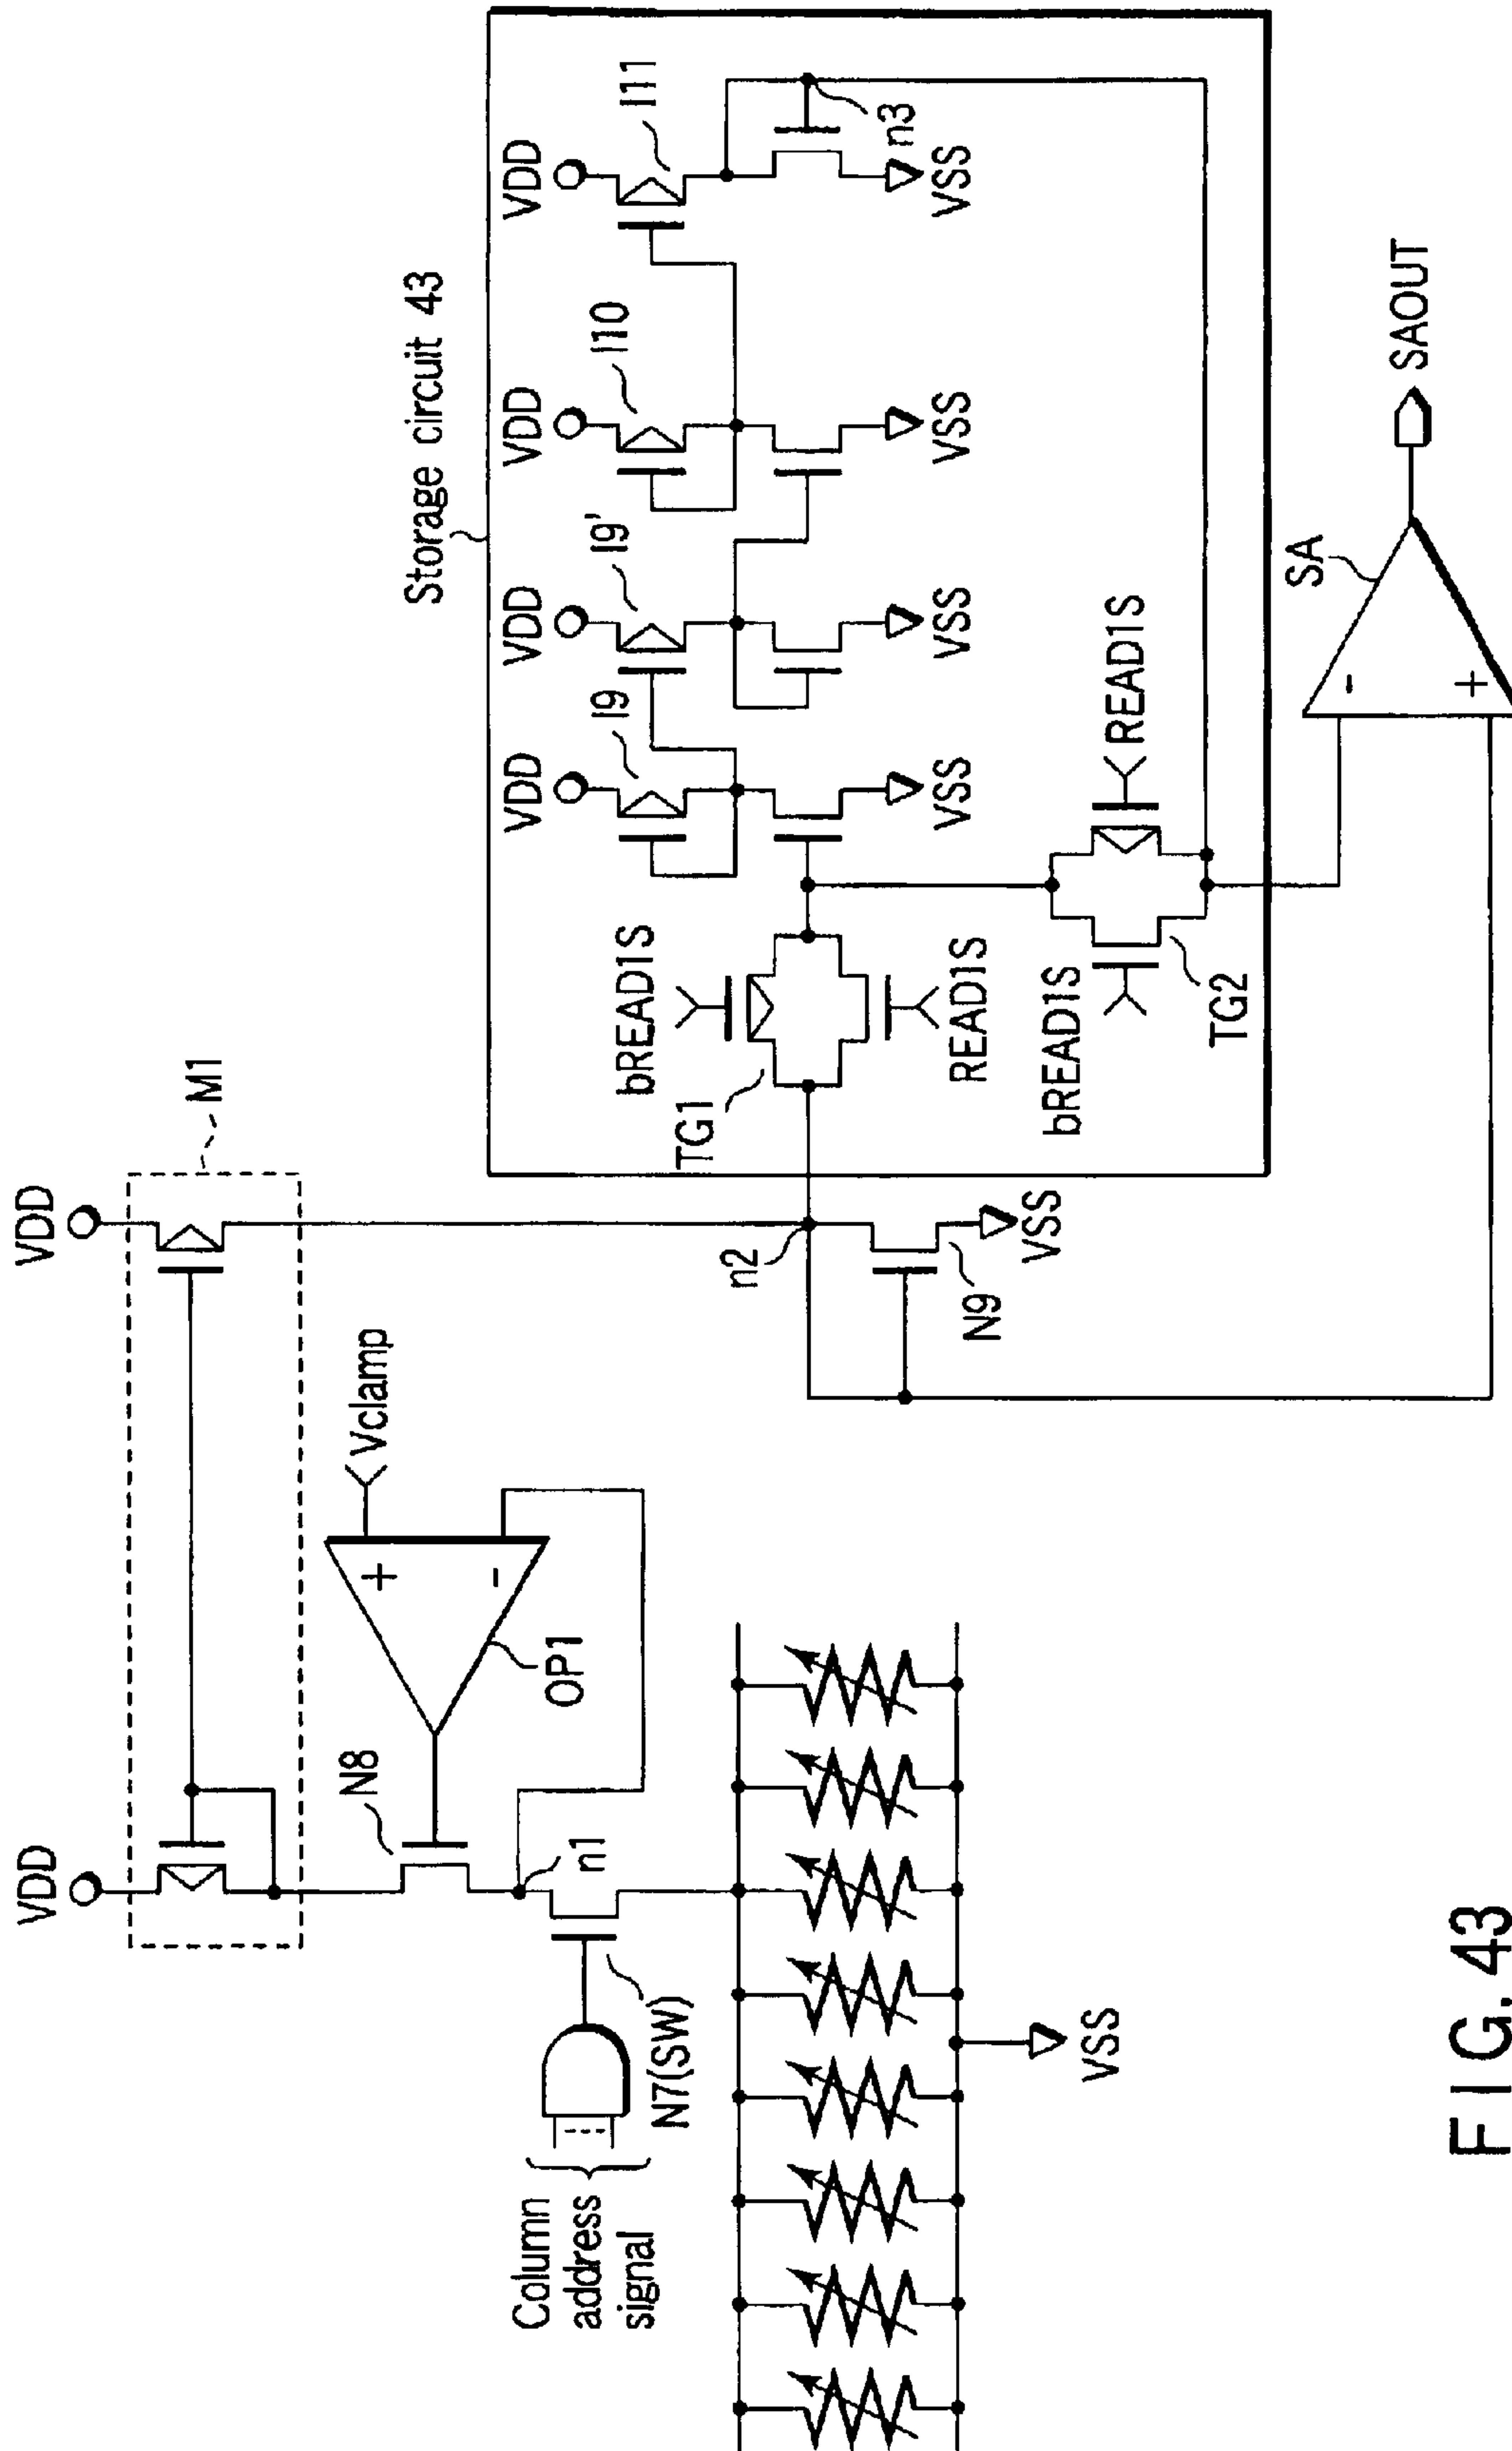 VDD
VDD
M1
N8
Vclamp
+
-
OP1
n1
N7(SW)
Column
address
signal
VSS
n2
N9
VSS
Storage circuit 43
VDD
VDD
VDD
VDD
I9
I9'
I10
I11
n3
VSS
VSS
VSS
VSS
bREAD1S
TG1
READ1S
bREAD1S
TG2
READ1S
SA
-
+
SAOUT
FIG. 43